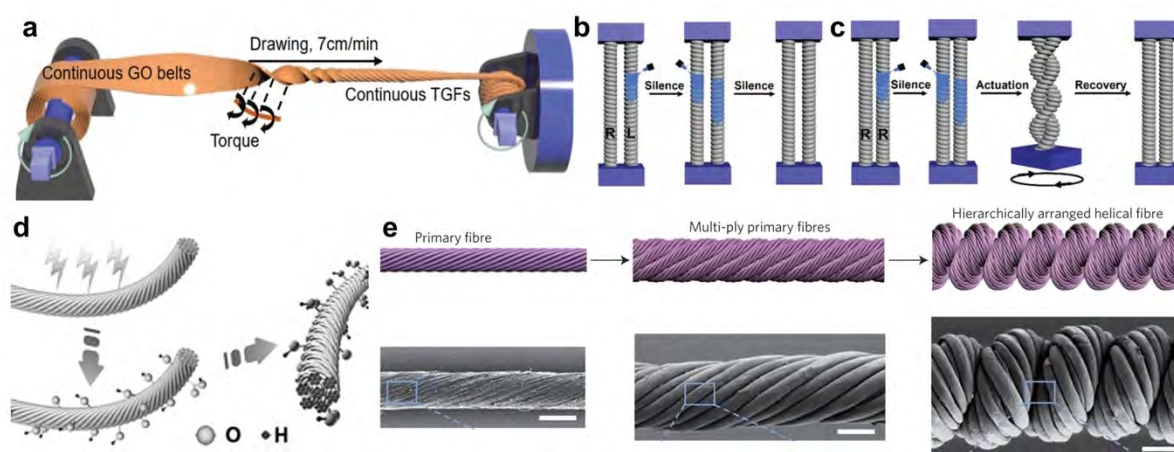 a
Drawing, 7cm/min
Continuous GO belts
Continuous TGFs
Torque
b
Silence
Silence
R L
c
Silence
Actuation
Recovery
R R
d
O H
e
Primary fibre
Multi-ply primary fibres
Hierarchically arranged helical fibre